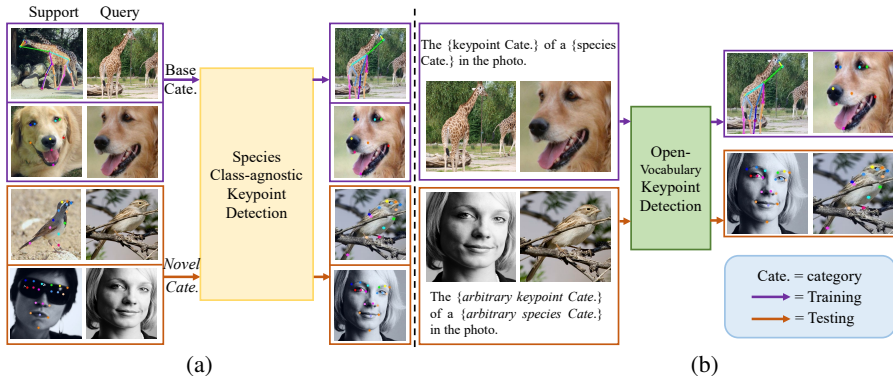 Support Query
Base
Cate.
Species
Class-agnostic
Keypoint
Detection
Novel
Cate.
(a)
The {keypoint Cate.} of a {species
Cate.} in the photo.
The {arbitrary keypoint Cate.}
of a {arbitrary species Cate.}
in the photo.
Open-
Vocabulary
Keypoint
Detection
Cate. = category
= Training
= Testing
(b)